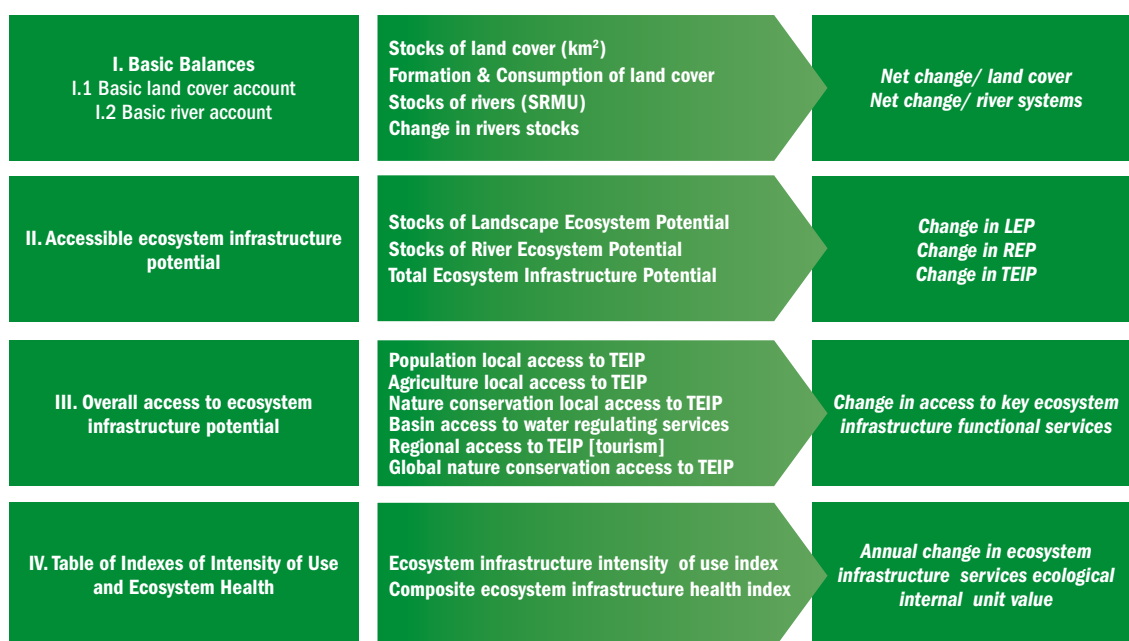 I. Basic Balances
I.1 Basic land cover account
I.2 Basic river account
Stocks of land cover (km²)
Formation & Consumption of land cover
Stocks of rivers (SRMU)
Change in rivers stocks
Net change/ land cover
Net change/ river systems
II. Accessible ecosystem infrastructure
potential
Stocks of Landscape Ecosystem Potential
Stocks of River Ecosystem Potential
Total Ecosystem Infrastructure Potential
Change in LEP
Change in REP
Change in TEIP
III. Overall access to ecosystem
infrastructure potential
Population local access to TEIP
Agriculture local access to TEIP
Nature conservation local access to TEIP
Basin access to water regulating services
Regional access to TEIP [tourism]
Global nature conservation access to TEIP
Change in access to key ecosystem
infrastructure functional services
IV. Table of Indexes of Intensity of Use
and Ecosystem Health
Ecosystem infrastructure intensity of use index
Composite ecosystem infrastructure health index
Annual change in ecosystem
infrastructure services ecological
internal unit value